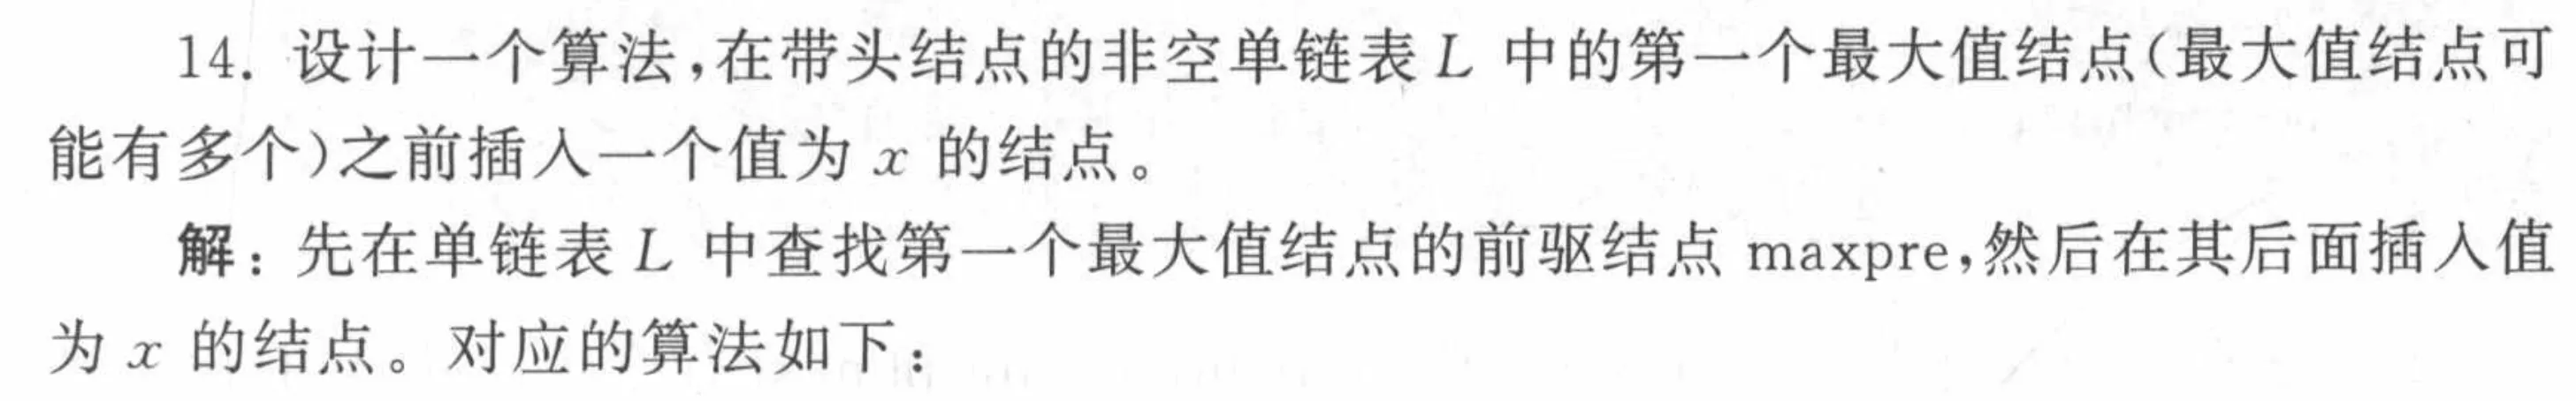 14. 设计一个算法,在带头结点的非空单链表 L 中的第一个最大值结点(最大值结点可
能有多个)之前插入一个值为 x 的结点。
解：先在单链表 L 中查找第一个最大值结点的前驱结点 maxpre,然后在其后面插入值
为 x 的结点。对应的算法如下：